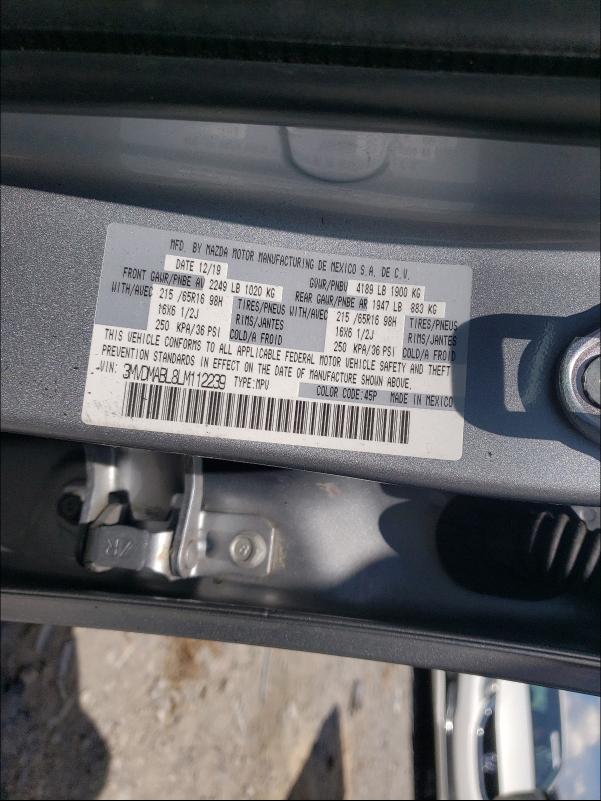 MFD. BY MAZDA MOTOR MANUFACTURING DE MEXICO S.A. DE C.V.
DATE 12/19 GVWR/PNBV 4189 LB 1900 KG
FRONT GAWR/PNBE AV 2249 LB 1020 KG REAR GAWR/PNBE AR 1947 LB 883 KG
WITH/AVEC 215 /65R16 98H TIRES/PNEUS WITH/AVEC 215 /65R16 98H TIRES/PNEUS
16X6 1/2J RIMS/JANTES 16X6 1/2J RIMS/JANTES
250 KPA/36 PSI COLD/A FROID 250 KPA/36 PSI COLD/A FROID
THIS VEHICLE CONFORMS TO ALL APPLICABLE FEDERAL MOTOR VEHICLE SAFETY AND THEFT
PREVENTION STANDARDS IN EFFECT ON THE DATE OF MANUFACTURE SHOWN ABOVE.
VIN: 3MVDMABL8LM112239 TYPE:MPV COLOR CODE:45P MADE IN MEXICO